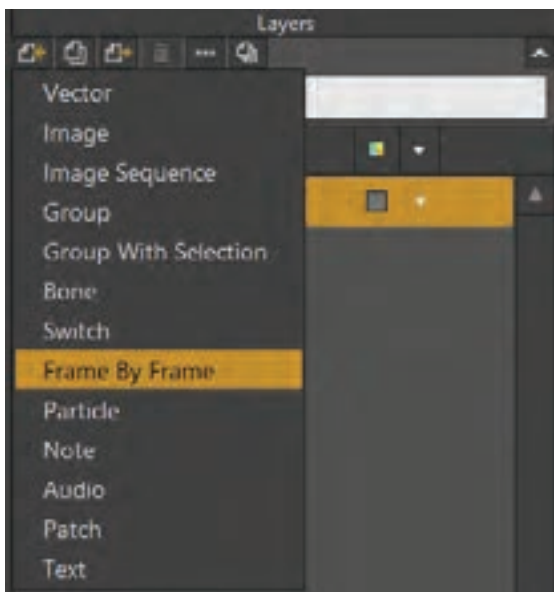 Layers
Vector
Image
Image Sequence
Group
Group With Selection
Bone
Switch
Frame By Frame
Particle
Note
Audio
Patch
Text